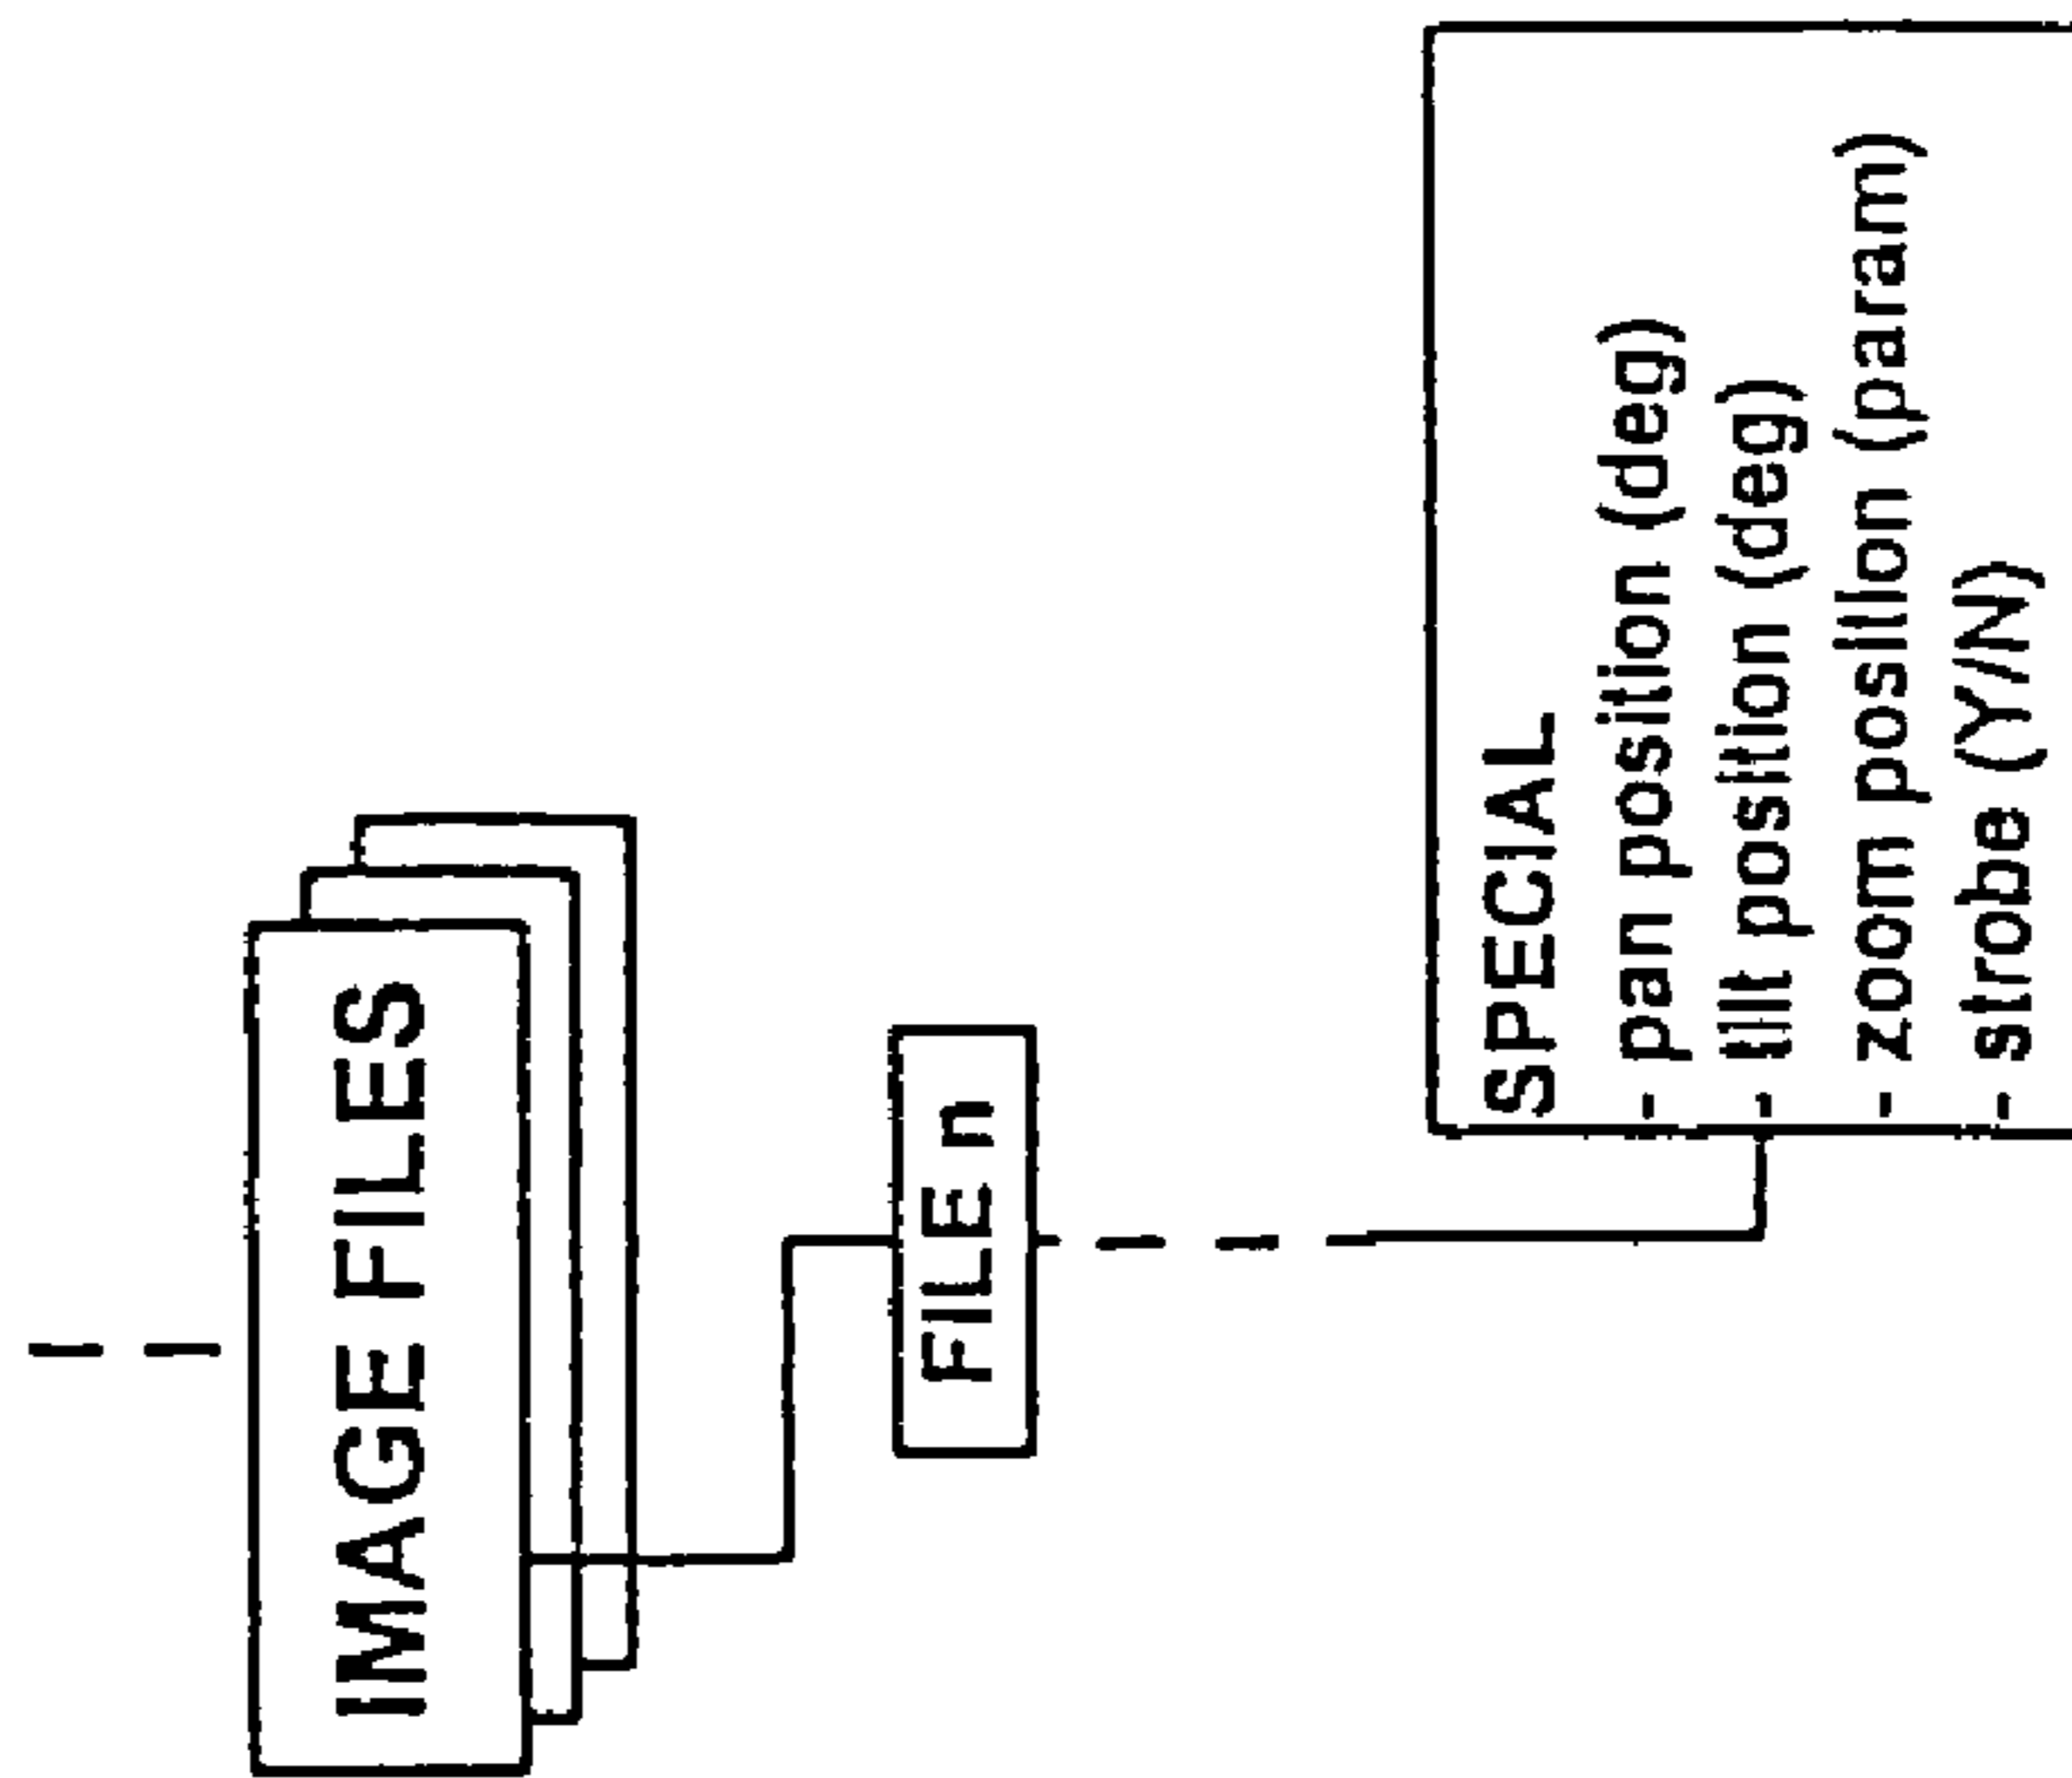 IMAGE FILES
FILE n
SPECIAL
- pan position (deg)
- tilt position (deg)
- zoom position (param)
- strobe (Y/N)